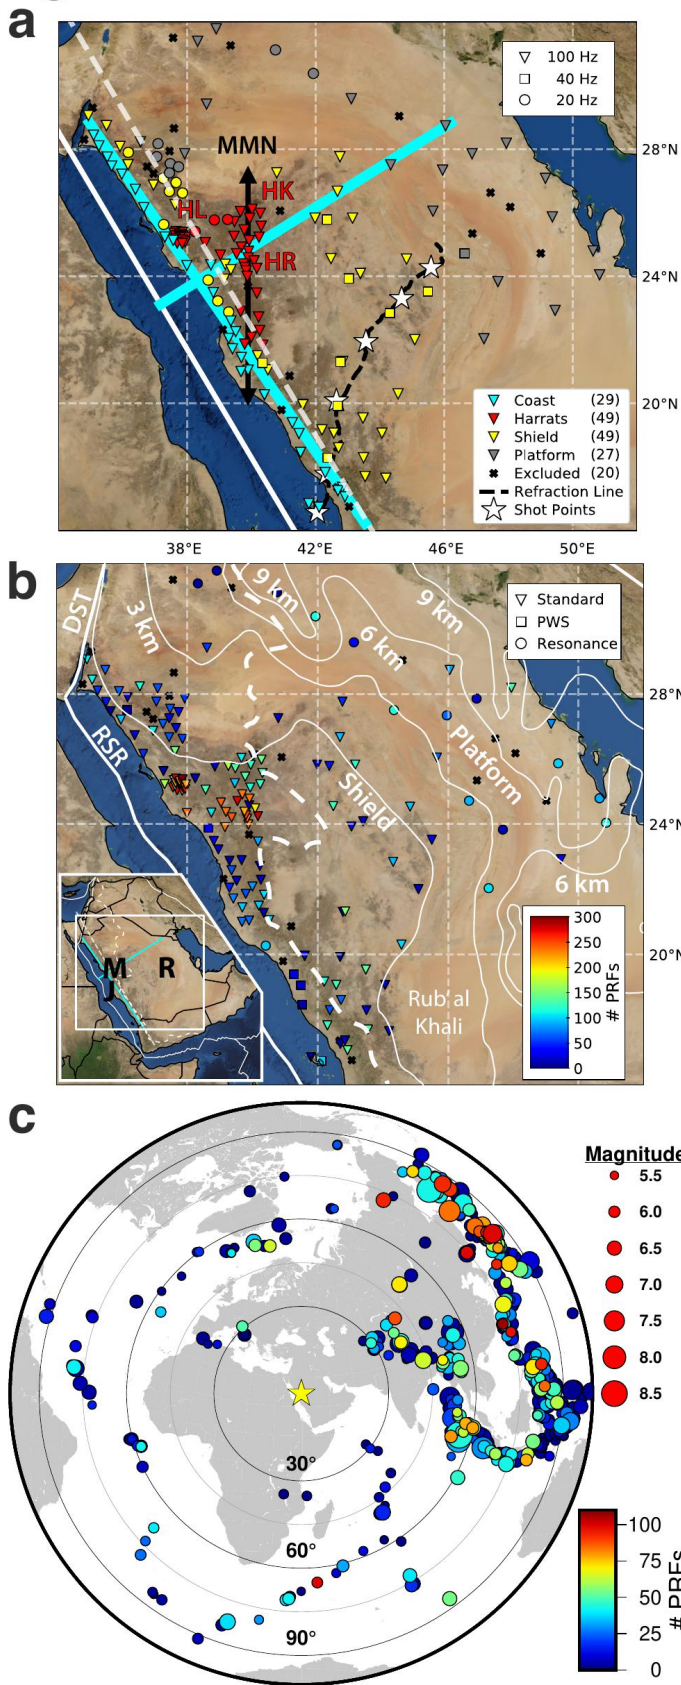 a
100 Hz
40 Hz
20 Hz
MMN
HK
HL
HR
28°N
24°N
20°N
Coast (29)
Harrats (49)
Shield (49)
Platform (27)
Excluded (20)
Refraction Line
Shot Points
38°E 42°E 46°E 50°E
b
DST
3 km
9 km
6 km
9 km
Standard
PWS
Resonance
28°N
RSR
Platform
Shield
24°N
6 km
20°N
M R
J
Rub'al
Khali
300
250
200
150
100
50
0
# PRFs
c
Magnitude
5.5
6.0
6.5
7.0
7.5
8.0
8.5
30°
60°
90°
100
75
50
25
0
# PRFs